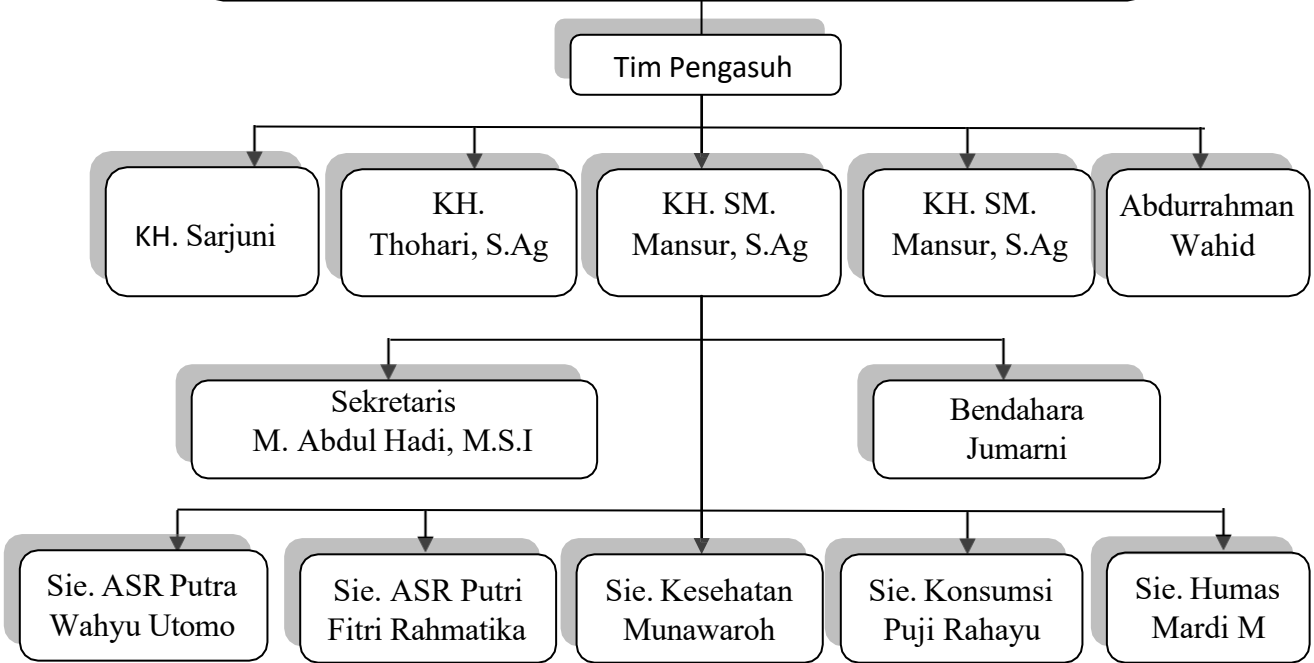 Tim Pengasuh
KH. Sarjuni
KH.
Thohari, S.Ag
KH. SM.
Mansur, S.Ag
KH. SM.
Mansur, S.Ag
Abdurrahman
Wahid
Sekretaris
M. Abdul Hadi, M.S.I
Bendahara
Jumarni
Sie. ASR Putra
Wahyu Utomo
Sie. ASR Putri
Fitri Rahmatika
Sie. Kesehatan
Munawaroh
Sie. Konsumsi
Puji Rahayu
Sie. Humas
Mardi M